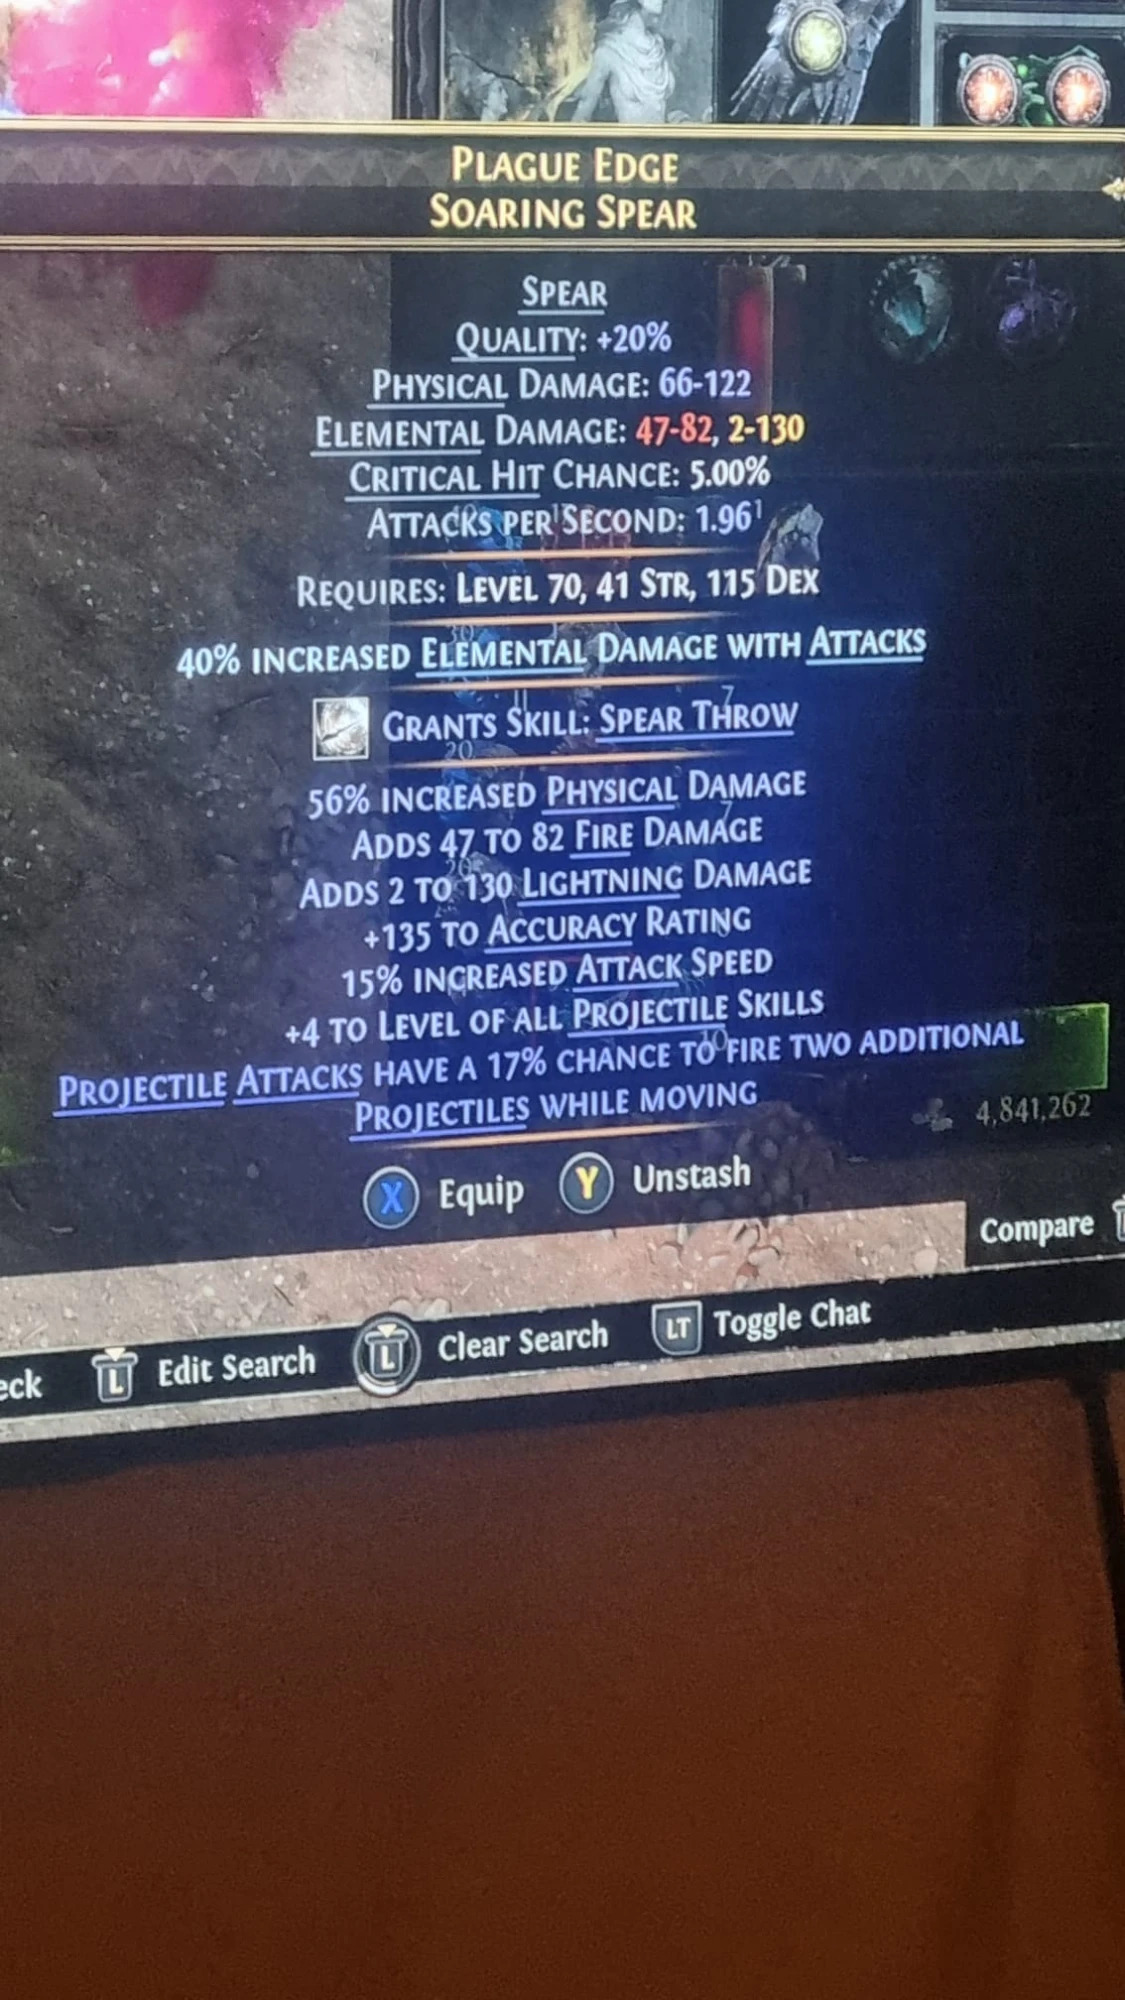 PLAGUE EDGE
SOARING SPEAR
SPEAR
QUALITY: +20%
PHYSICAL DAMAGE: 66-122
ELEMENTAL DAMAGE: 47-82, 2-130
CRITICAL HIT CHANCE: 5.00%
ATTACKS PER SECOND: 1.96
REQUIRES: LEVEL 70, 41 STR, 115 DEX
40% INCREASED ELEMENTAL DAMAGE WITH ATTACKS
GRANTS SKILL: SPEAR THROW
56% INCREASED PHYSICAL DAMAGE
ADDS 47 TO 82 FIRE DAMAGE
ADDS 2 TO 130 LIGHTNING DAMAGE
+135 TO ACCURACY RATING
15% INCREASED ATTACK SPEED
+4 TO LEVEL OF ALL PROJECTILE SKILLS
PROJECTILE ATTACKS HAVE A 17% CHANCE TO FIRE TWO ADDITIONAL
PROJECTILES WHILE MOVING
4,841,262
X Equip Y Unstash
Compare
eck L Edit Search L Clear Search LT Toggle Chat